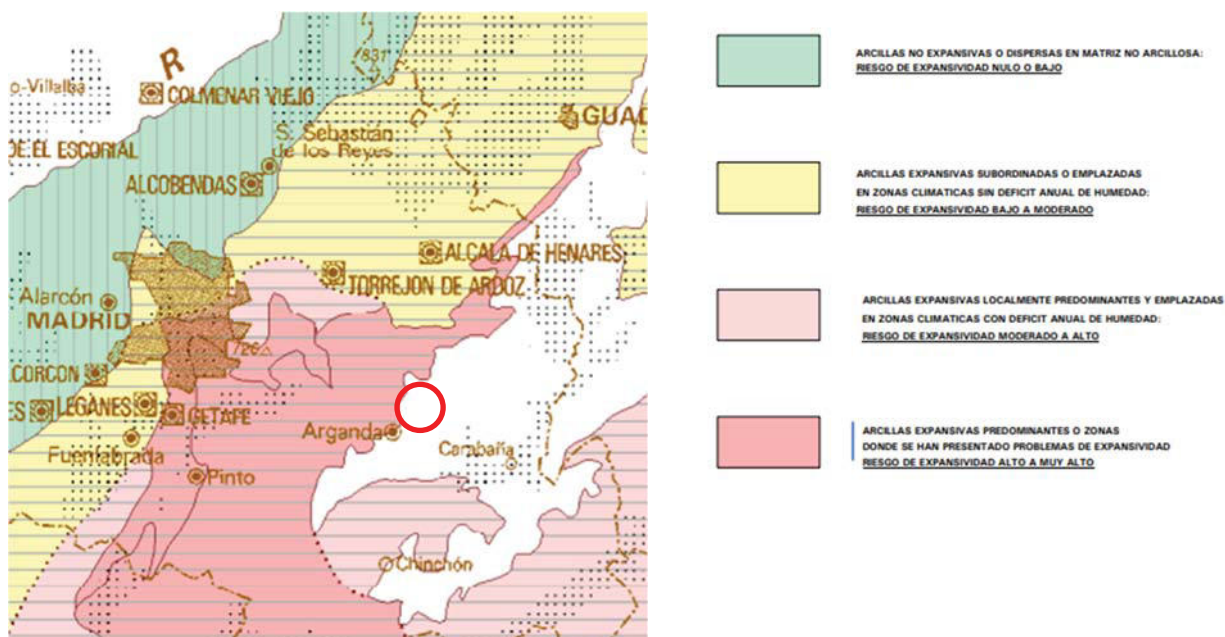 R
831
o-Villalba
COLMENAR VIEJO
GUAD
S. Sebastián
de los Reyes
DE EL ESCORIAL
ALCOBENDAS
ALCALA DE HENARES
TORREJON DE ARDOZ
Alarcón
MADRID
726
LCORCON
ES
LEGANES
GETAFE
Arganda
Fuenlabrada
Carabaña
Pinto
Chinchón
ARCILLAS NO EXPANSIVAS O DISPERSAS EN MATRIZ NO ARCILLOSA:
RIESGO DE EXPANSIVIDAD NULO O BAJO
ARCILLAS EXPANSIVAS SUBORDINADAS O EMPLAZADAS
EN ZONAS CLIMATICAS SIN DEFICIT ANUAL DE HUMEDAD:
RIESGO DE EXPANSIVIDAD BAJO A MODERADO
ARCILLAS EXPANSIVAS LOCALMENTE PREDOMINANTES Y EMPLAZADAS
EN ZONAS CLIMATICAS CON DEFICIT ANUAL DE HUMEDAD:
RIESGO DE EXPANSIVIDAD MODERADO A ALTO
ARCILLAS EXPANSIVAS PREDOMINANTES O ZONAS
DONDE SE HAN PRESENTADO PROBLEMAS DE EXPANSIVIDAD
RIESGO DE EXPANSIVIDAD ALTO A MUY ALTO